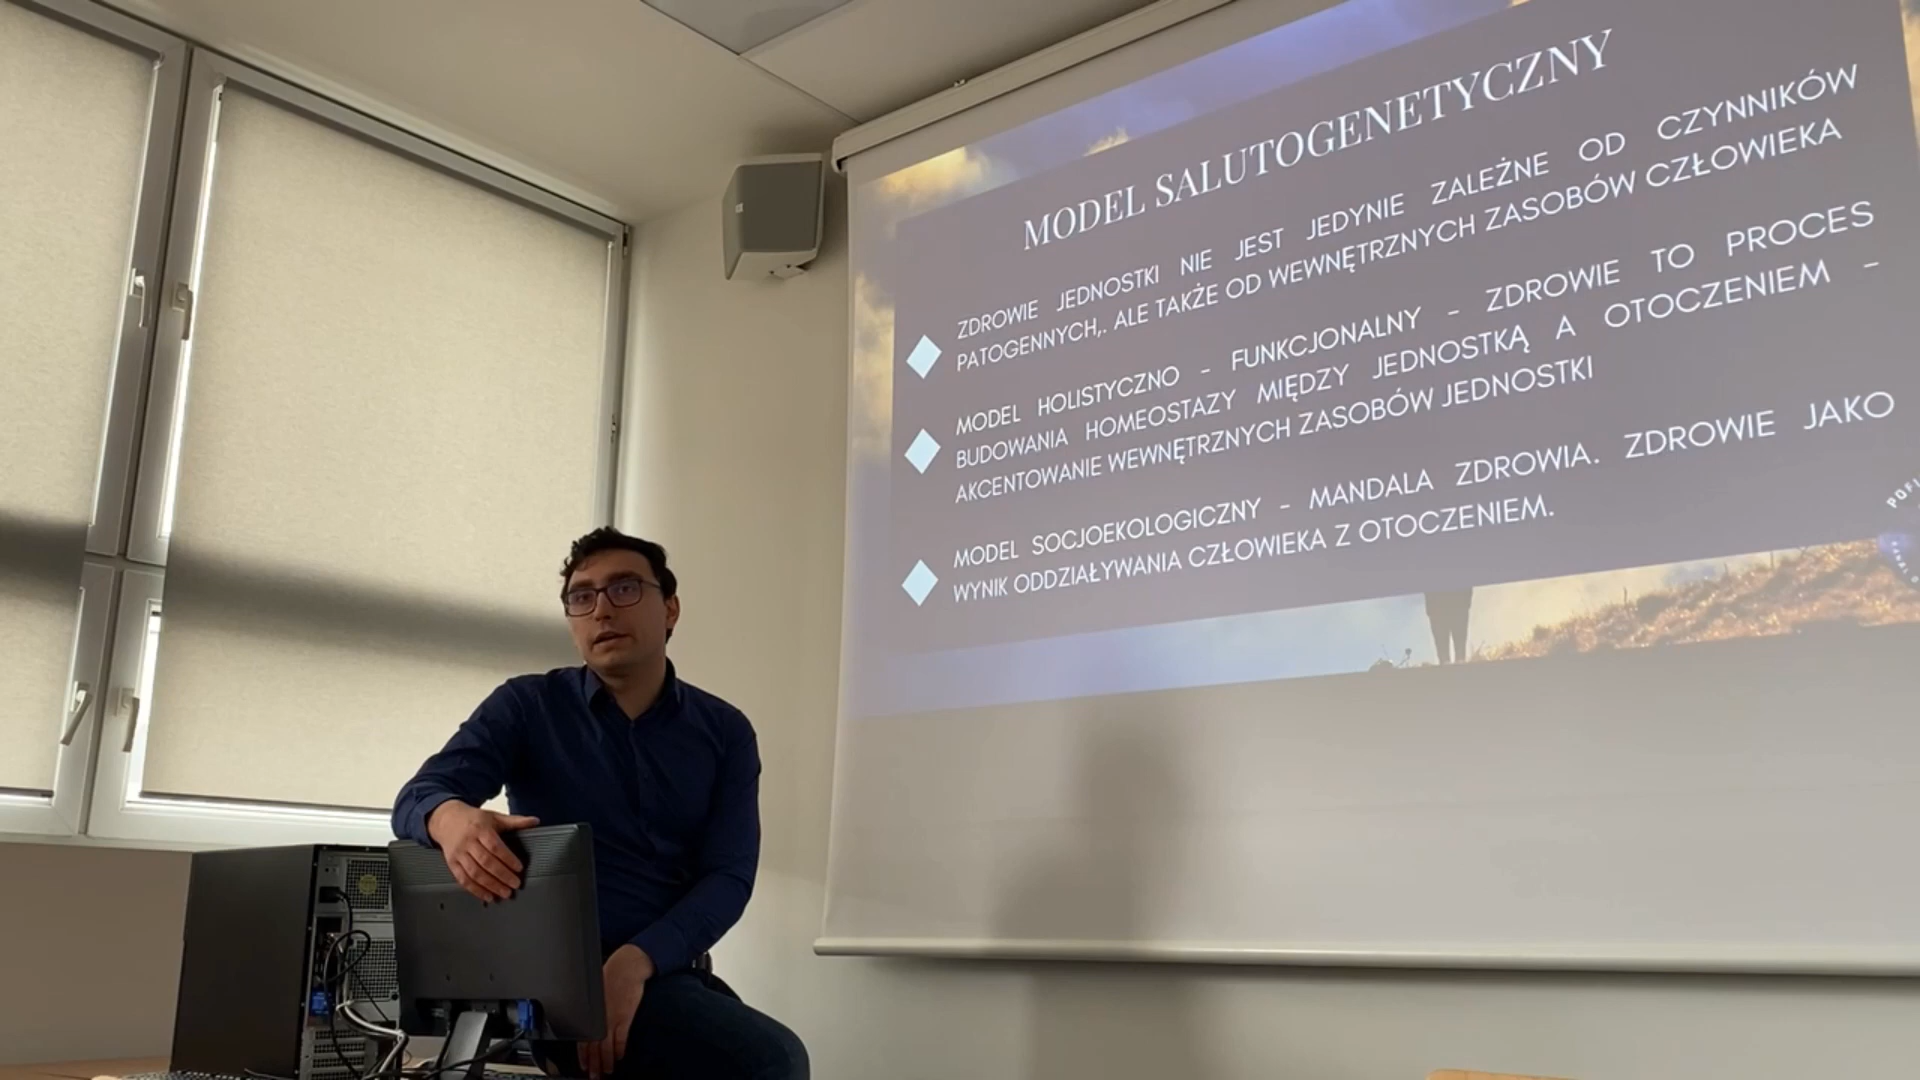 MODEL SALUTOGENETYCZNY
ZDROWIE JEDNOSTKI NIE JEST JEDYNIE ZALEŻNE OD CZYNNIKÓW
PATOGENNYCH,. ALE TAKŻE OD WEWNĘTRZNYCH ZASOBÓW CZŁOWIEKA
MODEL HOLISTYCZNO - FUNKCJONALNY - ZDROWIE TO PROCES
BUDOWANIA HOMEOSTAZY MIĘDZY JEDNOSTKĄ A OTOCZENIEM -
AKCENTOWANIE WEWNĘTRZNYCH ZASOBÓW JEDNOSTKI
MODEL SOCJOEKOLOGICZNY - MANDALA ZDROWIA. ZDROWIE JAKO
WYNIK ODDZIAŁYWANIA CZŁOWIEKA Z OTOCZENIEM.